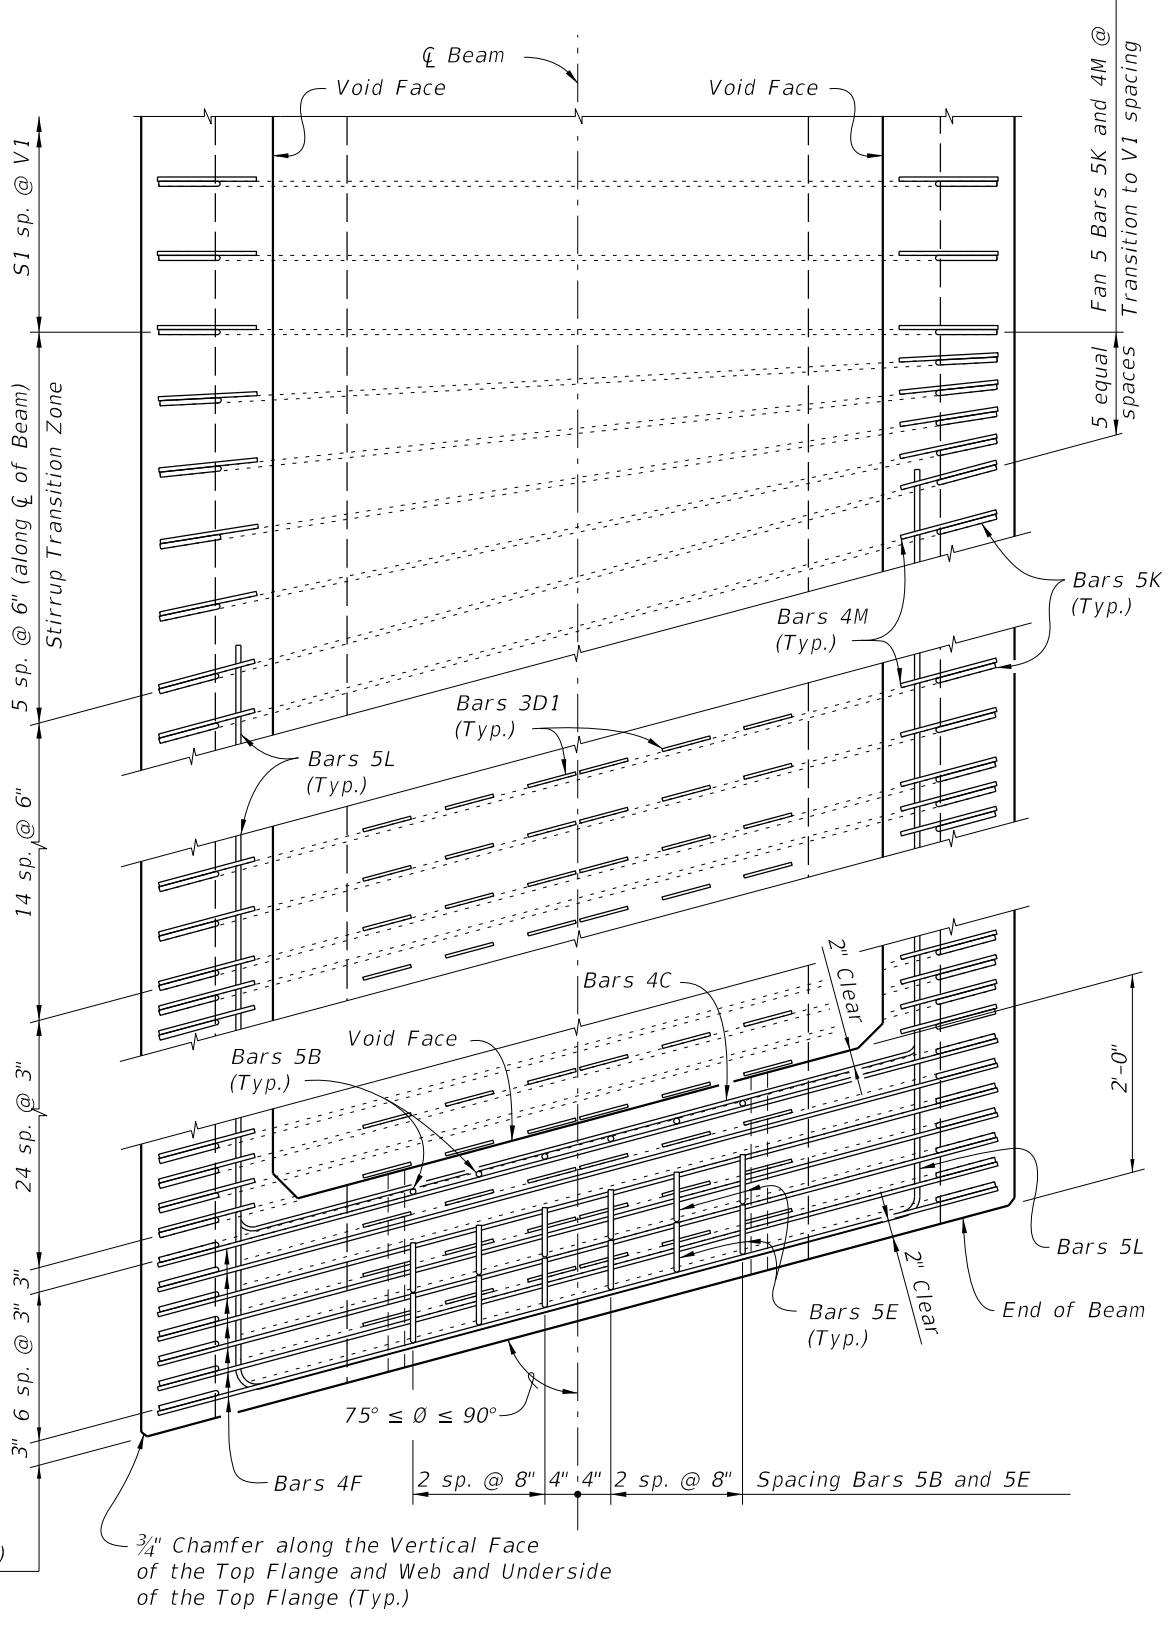 ℄ Beam
Void Face
Void Face
S1 sp. @ V1
Fan 5 Bars 5K and 4M @
Transition to V1 spacing
5 equal
spaces
5 sp. @ 6" (along ℄ of Beam)
Stirrup Transition Zone
Bars 5K
(Typ.)
Bars 4M
(Typ.)
Bars 3D1
(Typ.)
Bars 5L
(Typ.)
14 sp. @ 6"
2" Clear
Bars 4C
Void Face
Bars 5B
(Typ.)
2'-0"
24 sp. @ 3"
3"
Bars 5L
2" Clear
End of Beam
Bars 5E
(Typ.)
6 sp. @ 3"
3"
75° ≤ Ø ≤ 90°
Bars 4F
2 sp. @ 8"
4"
4"
2 sp. @ 8"
Spacing Bars 5B and 5E
¾" Chamfer along the Vertical Face
of the Top Flange and Web and Underside
of the Top Flange (Typ.)
)